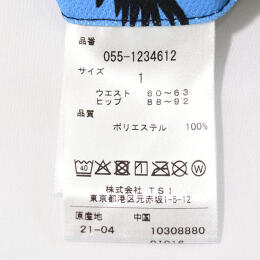 品番
055-1234612
サイズ
1
ウエスト 60～63
ヒップ 88～92
品質
ポリエステル 100%
40
株式会社 TSI
東京都港区元赤坂1-5-12
原産地 中国
21-04 10308880